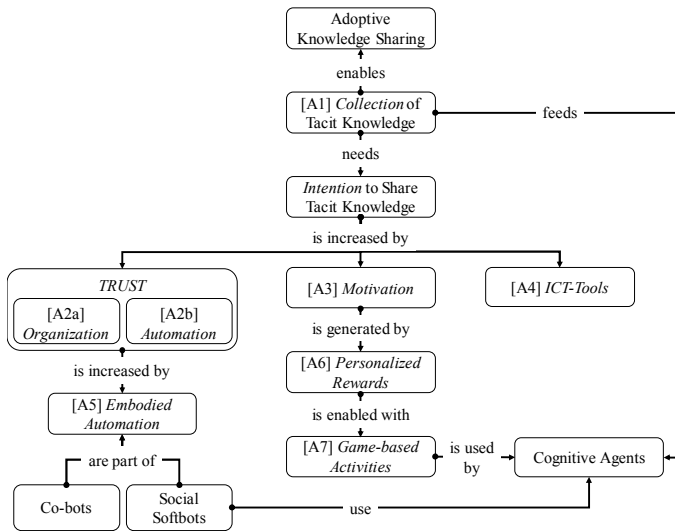 Adoptive
Knowledge Sharing
enables
[A1] Collection of
Tacit Knowledge
feeds
needs
Intention to Share
Tacit Knowledge
is increased by
TRUST
[A2a]
Organization
[A2b]
Automation
[A3] Motivation
[A4] ICT-Tools
is generated by
is increased by
[A6] Personalized
Rewards
[A5] Embodied
Automation
is enabled with
are part of
[A7] Game-based
Activities
is used
by
Cognitive Agents
Co-bots
Social
Softbots
use